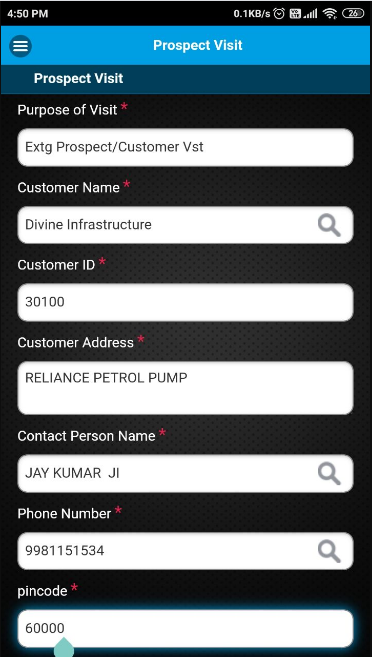 4:50 PM 0.1KB/s 26
Prospect Visit
Prospect Visit
Purpose of Visit *
Extg Prospect/Customer Vst
Customer Name *
Divine Infrastructure
Customer ID *
30100
Customer Address *
RELIANCE PETROL PUMP
Contact Person Name *
JAY KUMAR  JI
Phone Number *
9981151534
pincode *
60000